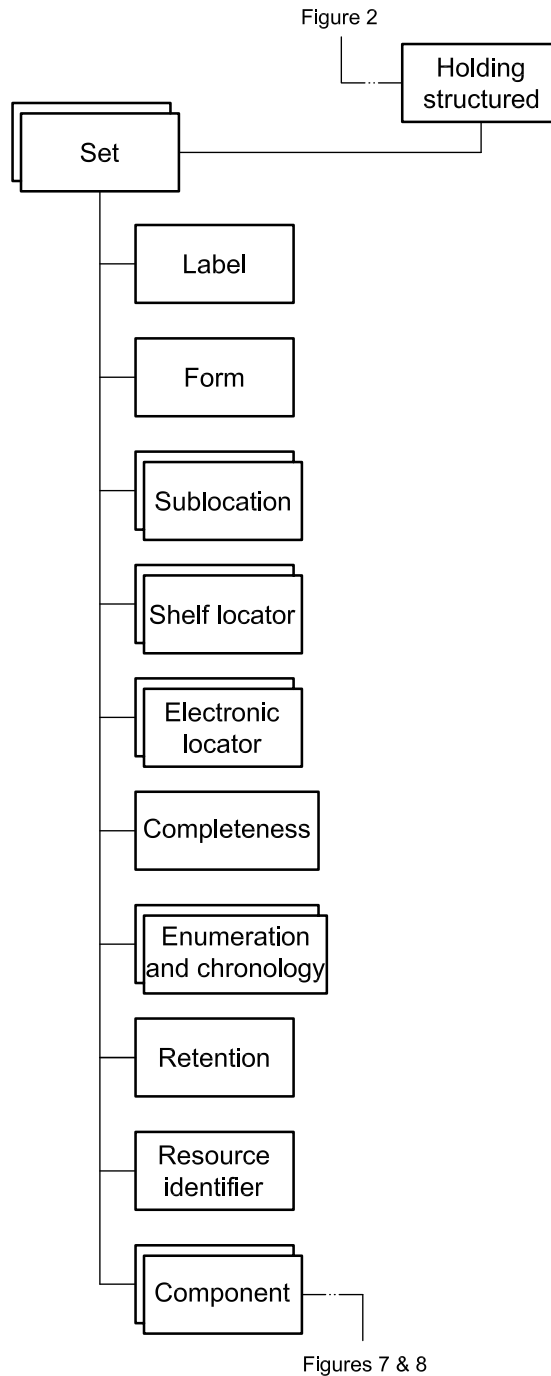 Figure 2
Holding
structured
Set
Label
Form
Sublocation
Shelf locator
Electronic
locator
Completeness
Enumeration
and chronology
Retention
Resource
identifier
Component
Figures 7 & 8